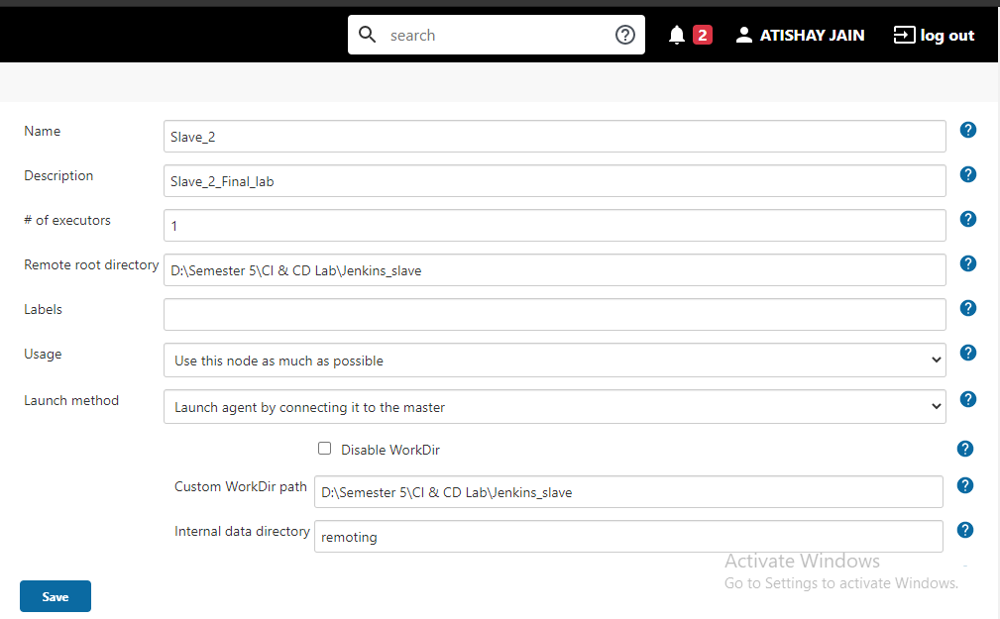 search
2
ATISHAY JAIN
log out
Name
Slave_2
Description
Slave_2_Final_lab
# of executors
1
Remote root directory
D:\Semester 5\CI & CD Lab\Jenkins_slave
Labels
Usage
Use this node as much as possible
Launch method
Launch agent by connecting it to the master
Disable WorkDir
Custom WorkDir path
D:\Semester 5\CI & CD Lab\Jenkins_slave
Internal data directory
remoting
Activate Windows
Go to Settings to activate Windows.
Save